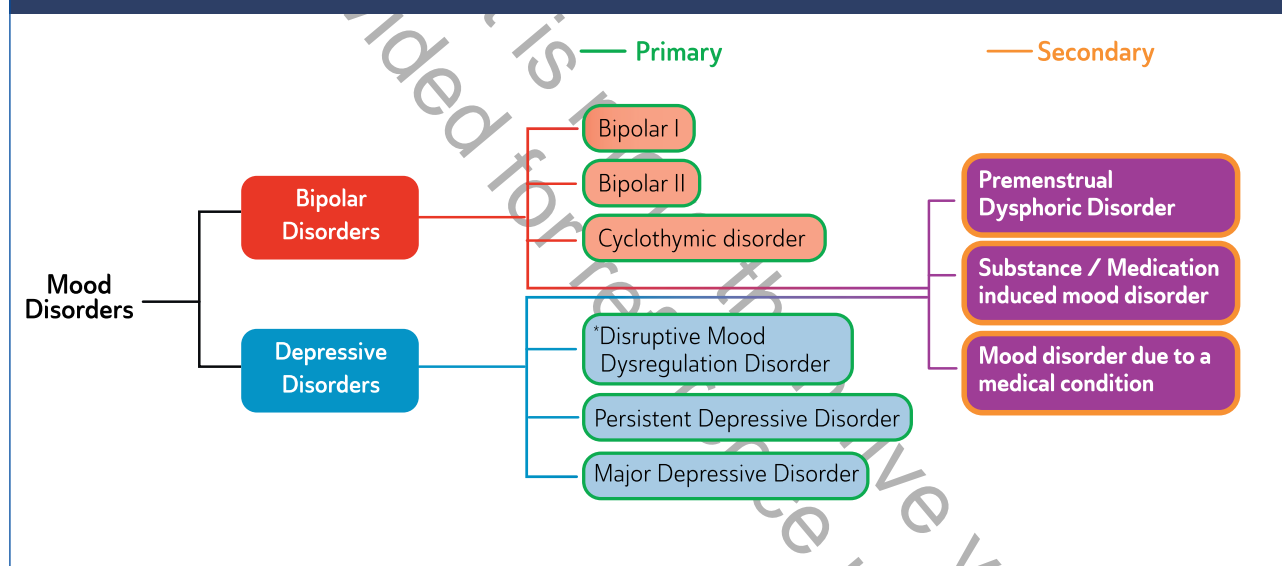 Primary
Secondary
Bipolar I
Bipolar II
Cyclothymic disorder
Bipolar
Disorders
Mood
Disorders
Depressive
Disorders
*Disruptive Mood
Dysregulation Disorder
Persistent Depressive Disorder
Major Depressive Disorder
Premenstrual
Dysphoric Disorder
Substance / Medication
induced mood disorder
Mood disorder due to a
medical condition